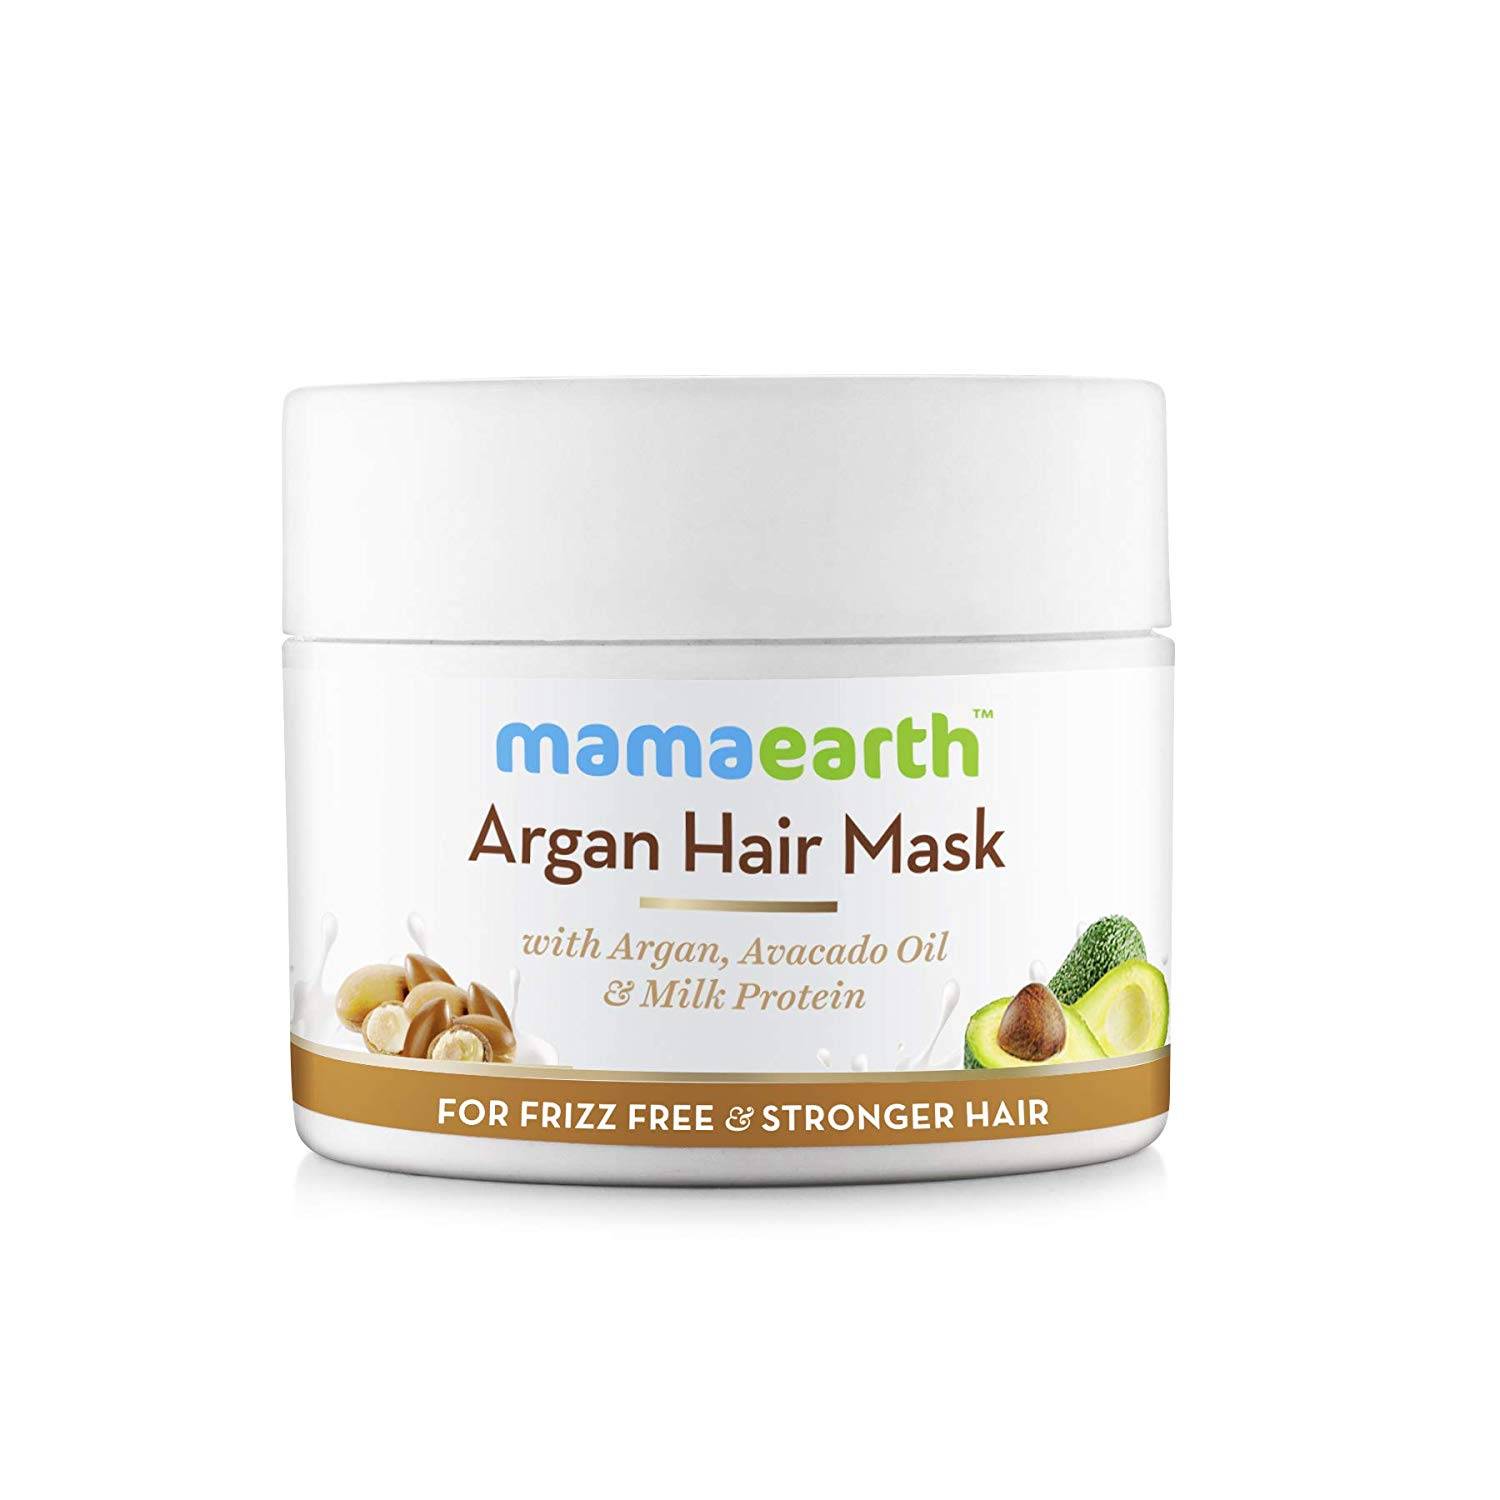 mamaearth™
Argan Hair Mask
with Argan, Avacado Oil
& Milk Protein
FOR FRIZZ FREE & STRONGER HAIR